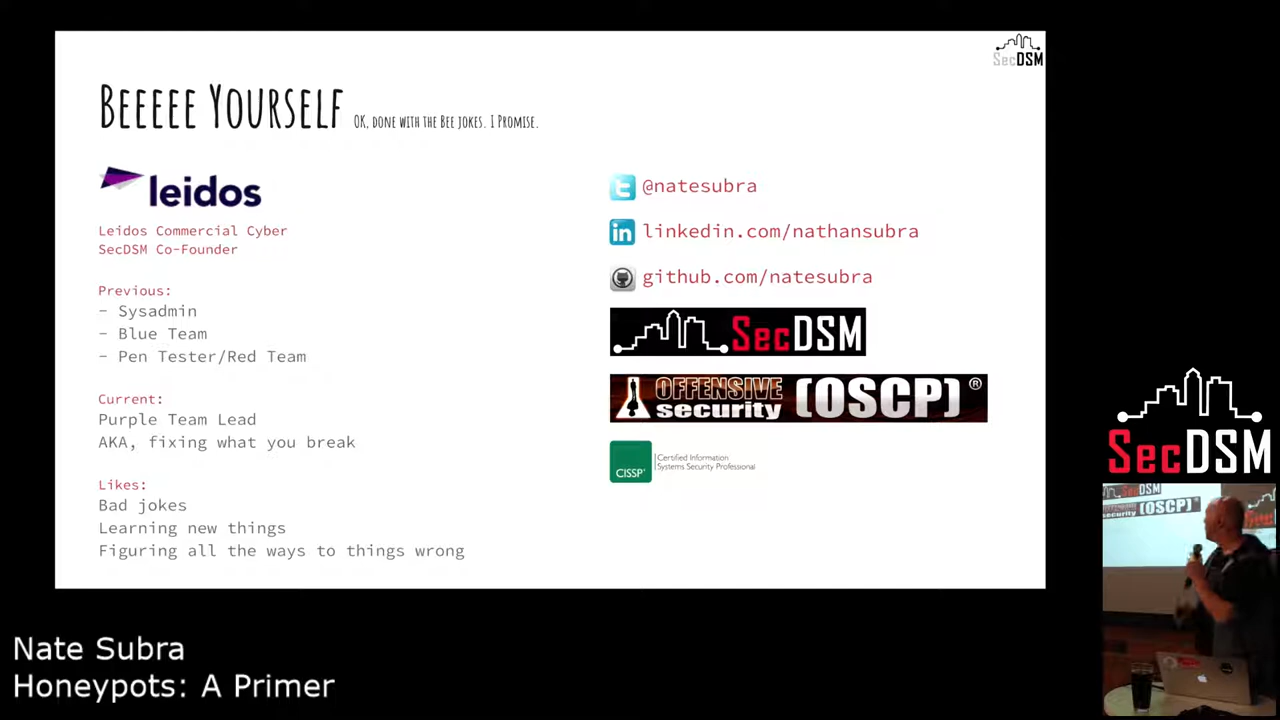 SecDSM
Beeeee Yourself OK, done with the Bee jokes. I Promise.
leidos
Leidos Commercial Cyber
SecDSM Co-Founder
Previous:
- Sysadmin
- Blue Team
- Pen Tester/Red Team
Current:
Purple Team Lead
AKA, fixing what you break
Likes:
Bad jokes
Learning new things
Figuring all the ways to things wrong
@natesubra
linkedin.com/nathansubra
github.com/natesubra
SecDSM
OFFENSIVE
security (OSCP)®
CISSP®
Certified Information
Systems Security Professional
SecDSM
SecDSM
security (OSCP)
Nate Subra
Honeypots: A Primer